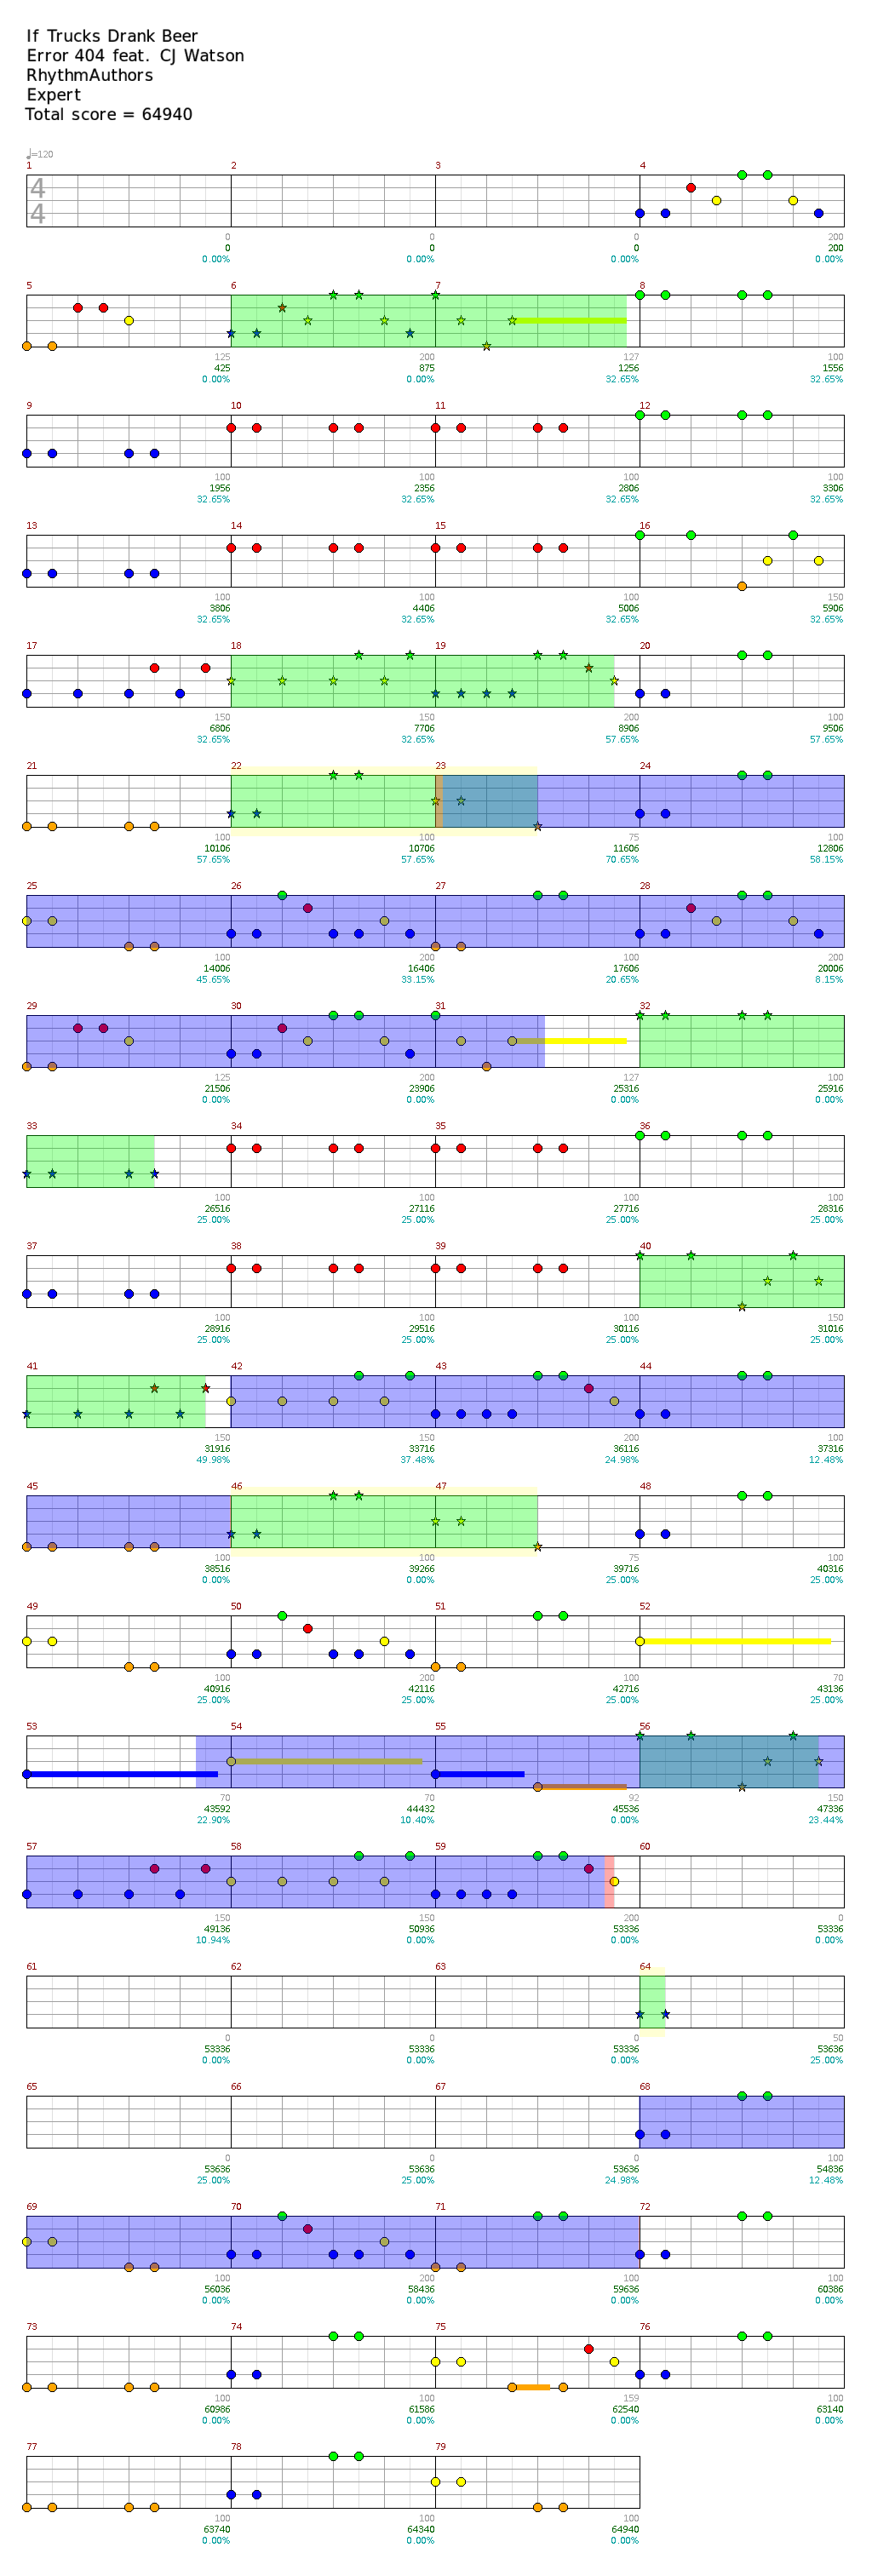 If Trucks Drank Beer
Error 404 feat. CJ Watson
RhythmAuthors
Expert
Total score = 64940
♩=120
1 2 3 4
4
4
0 0 0 200
0 0 0 200
0.00% 0.00% 0.00% 0.00%
5 6 7 8
125 200 127 100
425 875 1256 1556
0.00% 0.00% 32.65% 32.65%
9 10 11 12
100 100 100 100
1956 2356 2806 3306
32.65% 32.65% 32.65% 32.65%
13 14 15 16
100 100 100 150
3806 4406 5006 5906
32.65% 32.65% 32.65% 32.65%
17 18 19 20
150 150 200 100
6806 7706 8906 9506
32.65% 32.65% 57.65% 57.65%
21 22 23 24
100 100 75 100
10106 10706 11606 12806
57.65% 57.65% 70.65% 58.15%
25 26 27 28
100 200 100 200
14006 16406 17606 20006
45.65% 33.15% 20.65% 8.15%
29 30 31 32
125 200 127 100
21506 23906 25316 25916
0.00% 0.00% 0.00% 0.00%
33 34 35 36
100 100 100 100
26516 27116 27716 28316
25.00% 25.00% 25.00% 25.00%
37 38 39 40
100 100 100 150
28916 29516 30116 31016
25.00% 25.00% 25.00% 25.00%
41 42 43 44
150 150 200 100
31916 33716 36116 37316
49.98% 37.48% 24.98% 12.48%
45 46 47 48
100 100 75 100
38516 39266 39716 40316
0.00% 0.00% 25.00% 25.00%
49 50 51 52
100 200 100 70
40916 42116 42716 43136
25.00% 25.00% 25.00% 25.00%
53 54 55 56
70 70 92 150
43592 44432 45536 47336
22.90% 10.40% 0.00% 23.44%
57 58 59 60
150 150 200 0
49136 50936 53336 53336
10.94% 0.00% 0.00% 0.00%
61 62 63 64
0 0 0 50
53336 53336 53336 53636
0.00% 0.00% 0.00% 25.00%
65 66 67 68
0 0 0 100
53636 53636 53636 54836
25.00% 25.00% 24.98% 12.48%
69 70 71 72
100 200 100 100
56036 58436 59636 60386
0.00% 0.00% 0.00% 0.00%
73 74 75 76
100 100 159 100
60986 61586 62540 63140
0.00% 0.00% 0.00% 0.00%
77 78 79
100 100 100
63740 64340 64940
0.00% 0.00% 0.00%